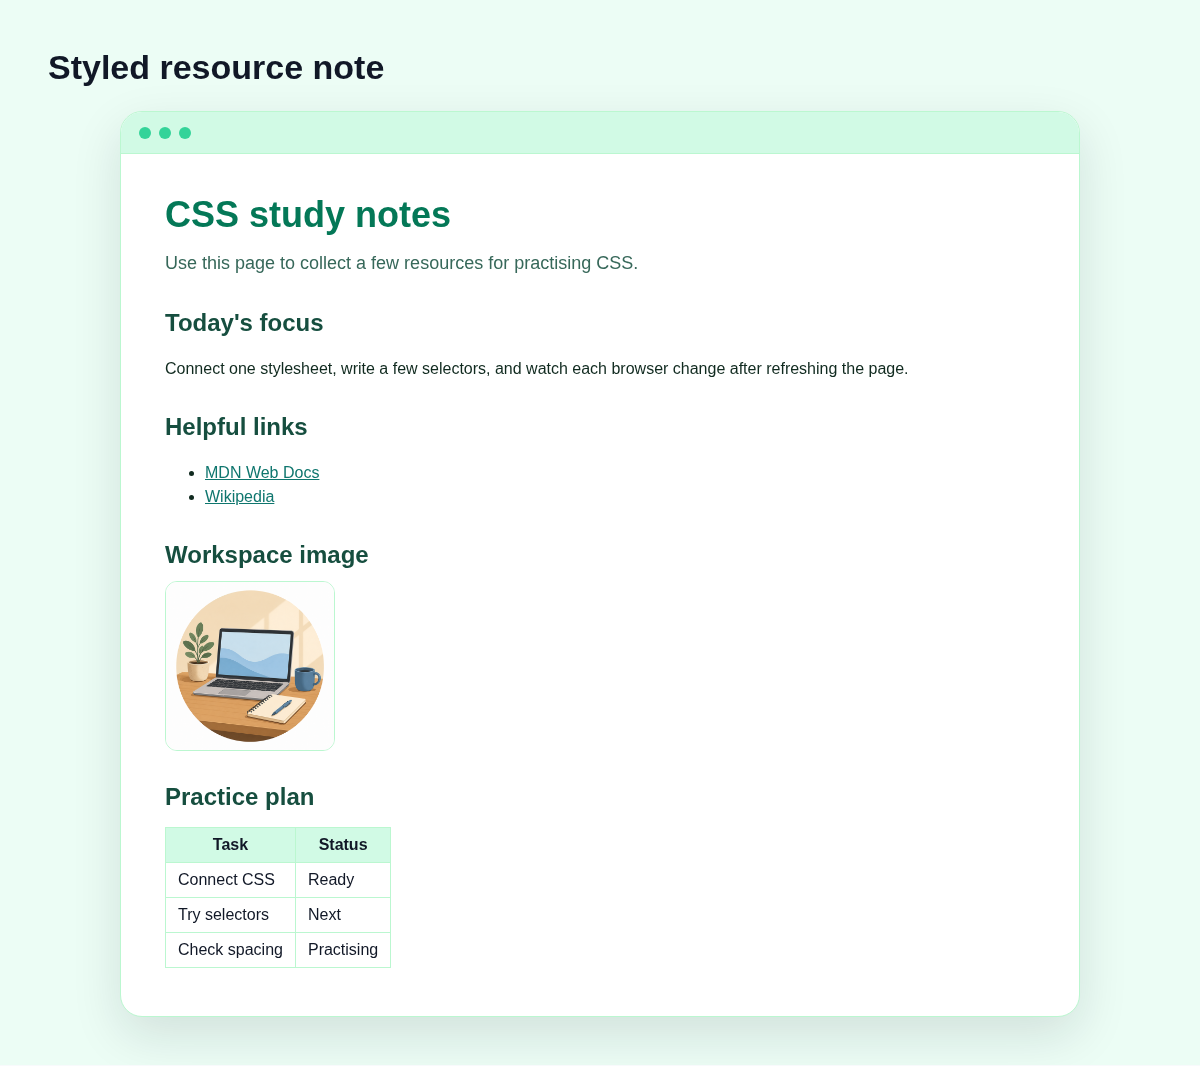 Styled resource note
CSS study notes
Use this page to collect a few resources for practising CSS.
Today's focus
Connect one stylesheet, write a few selectors, and watch each browser change after refreshing the page.
Helpful links
MDN Web Docs
Wikipedia
Workspace image
Practice plan
Task Status
Connect CSS Ready
Try selectors Next
Check spacing Practising